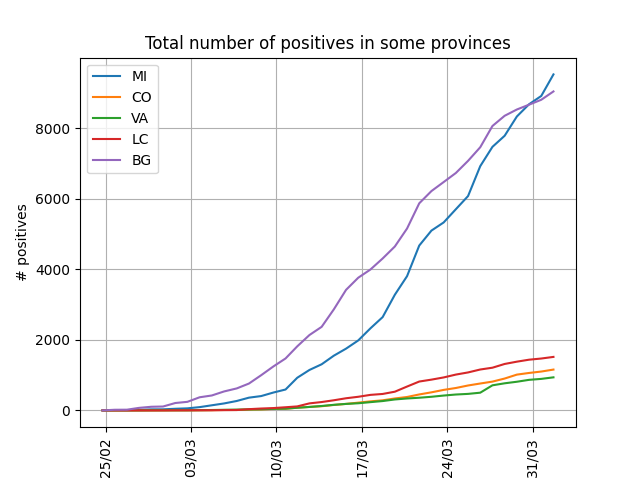 Total number of positives in some provinces
MI
CO
VA
LC
BG
# positives
8000
6000
4000
2000
0
25/02
03/03
10/03
17/03
24/03
31/03